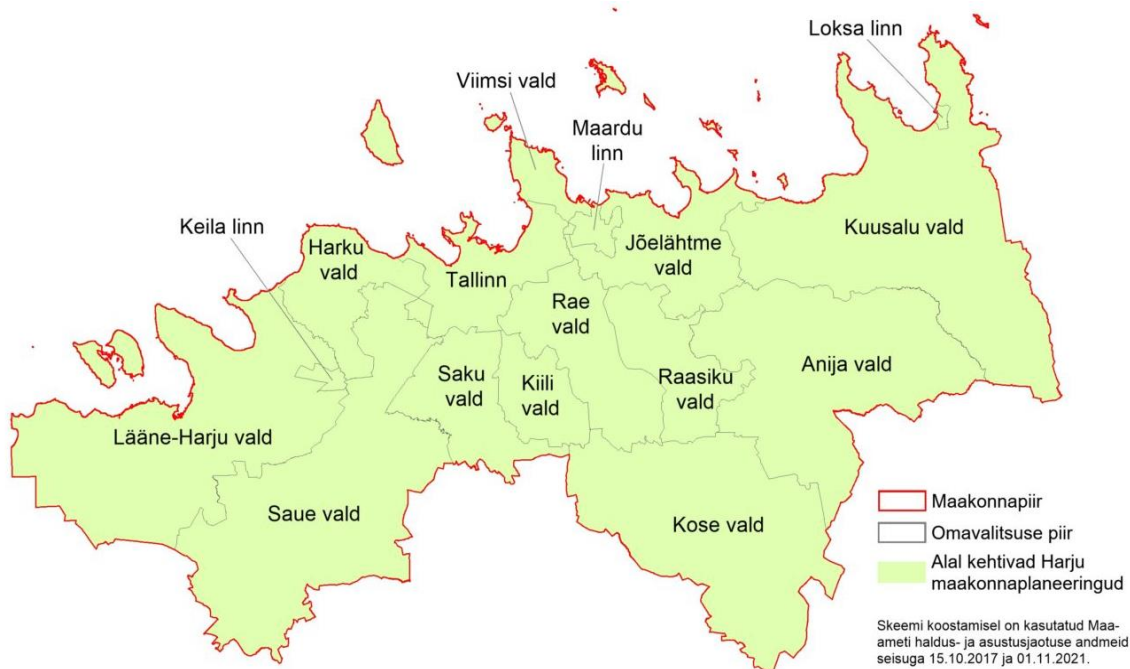 Loksa linn
Viimsi vald
Maardu
linn
Keila linn
Harku
vald
Tallinn
Jõelähtme
vald
Kuusalu vald
Rae
vald
Saku
vald
Kiili
vald
Raasiku
vald
Anija vald
Lääne-Harju vald
Saue vald
Kose vald
Maakonnapiir
Omavalitsuse piir
Alal kehtivad Harju
maakonnaplaneeringud
Skeemi koostamisel on kasutatud Maa-
ameti haldus- ja asustusjaotuse andmeid
seisuga 15.10.2017 ja 01.11.2021.